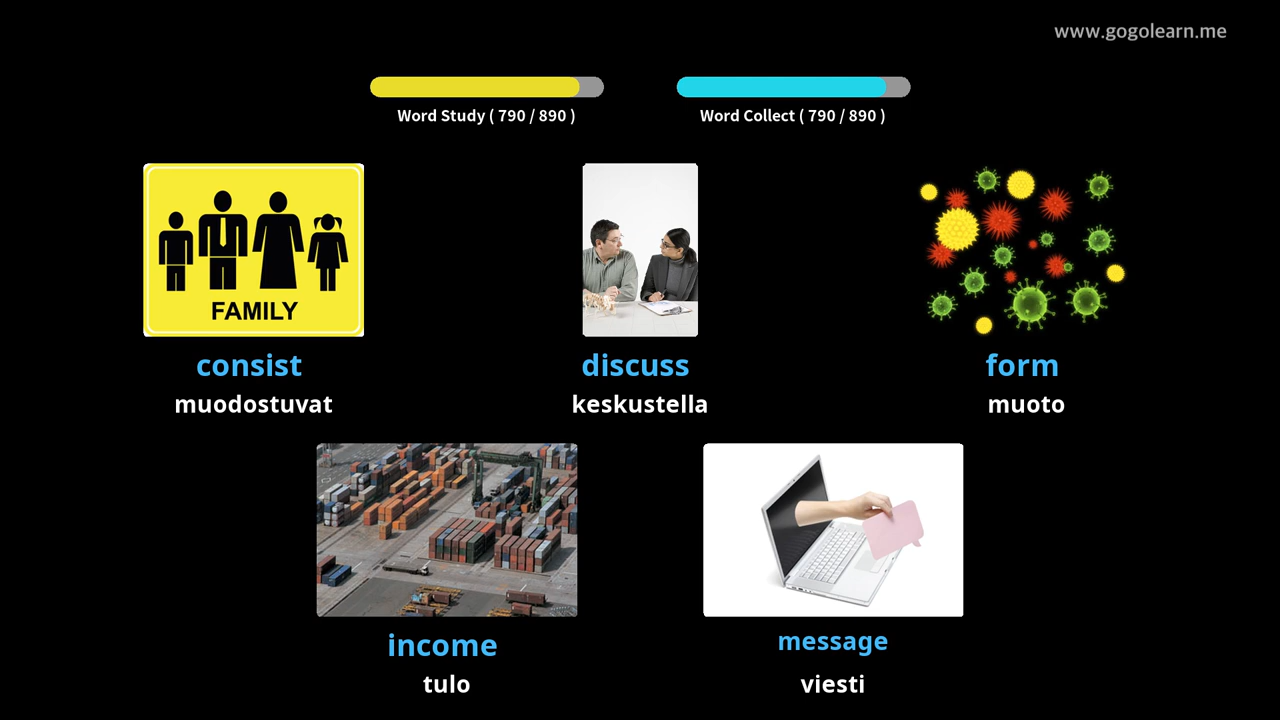 www.gogolearn.me
Word Study ( 790 / 890 )
Word Collect ( 790 / 890 )
FAMILY
consist
discuss
form
muodostuvat
keskustella
muoto
income
message
tulo
viesti